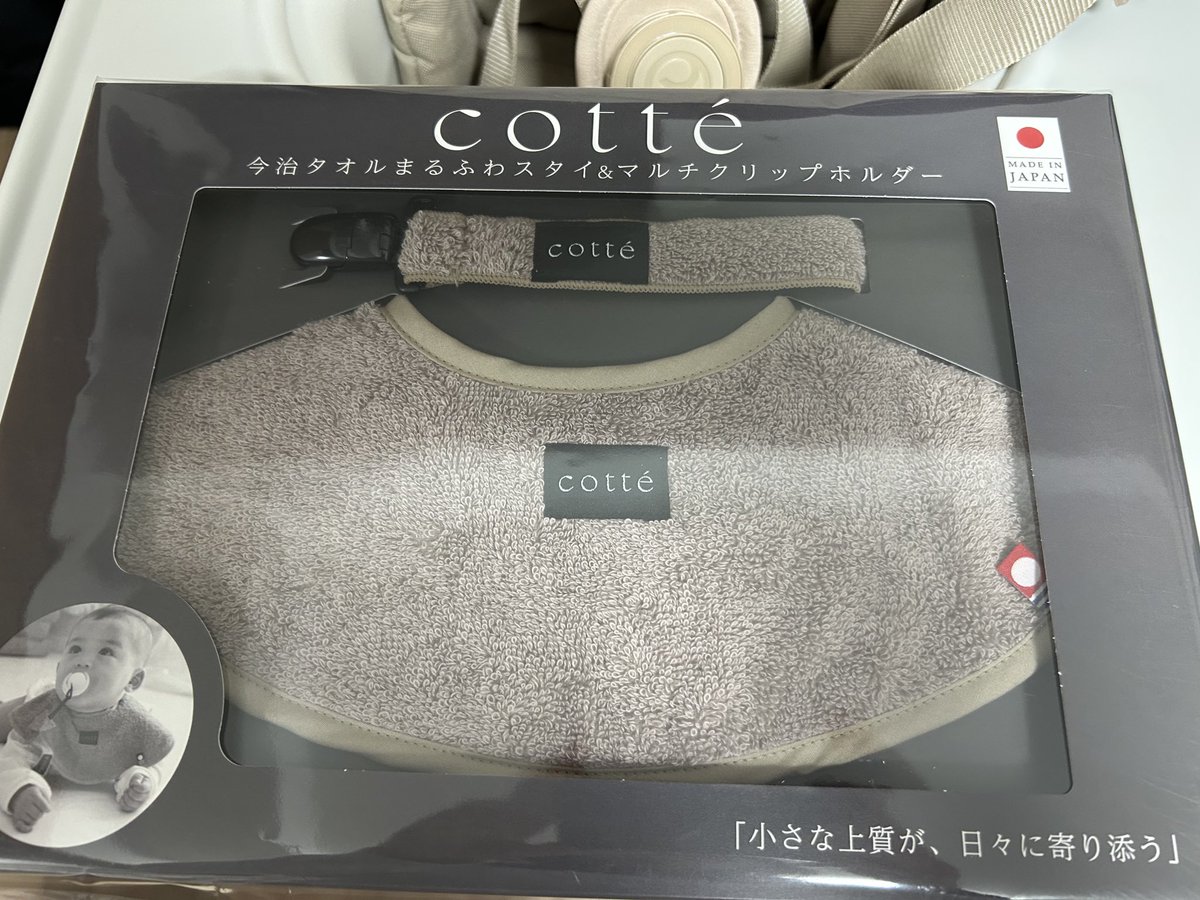 cotté
今治タオルまるふわスタイ&マルチクリップホルダー
MADE IN
JAPAN
cotté
cotté
「小さな上質が、日々に寄り添う」